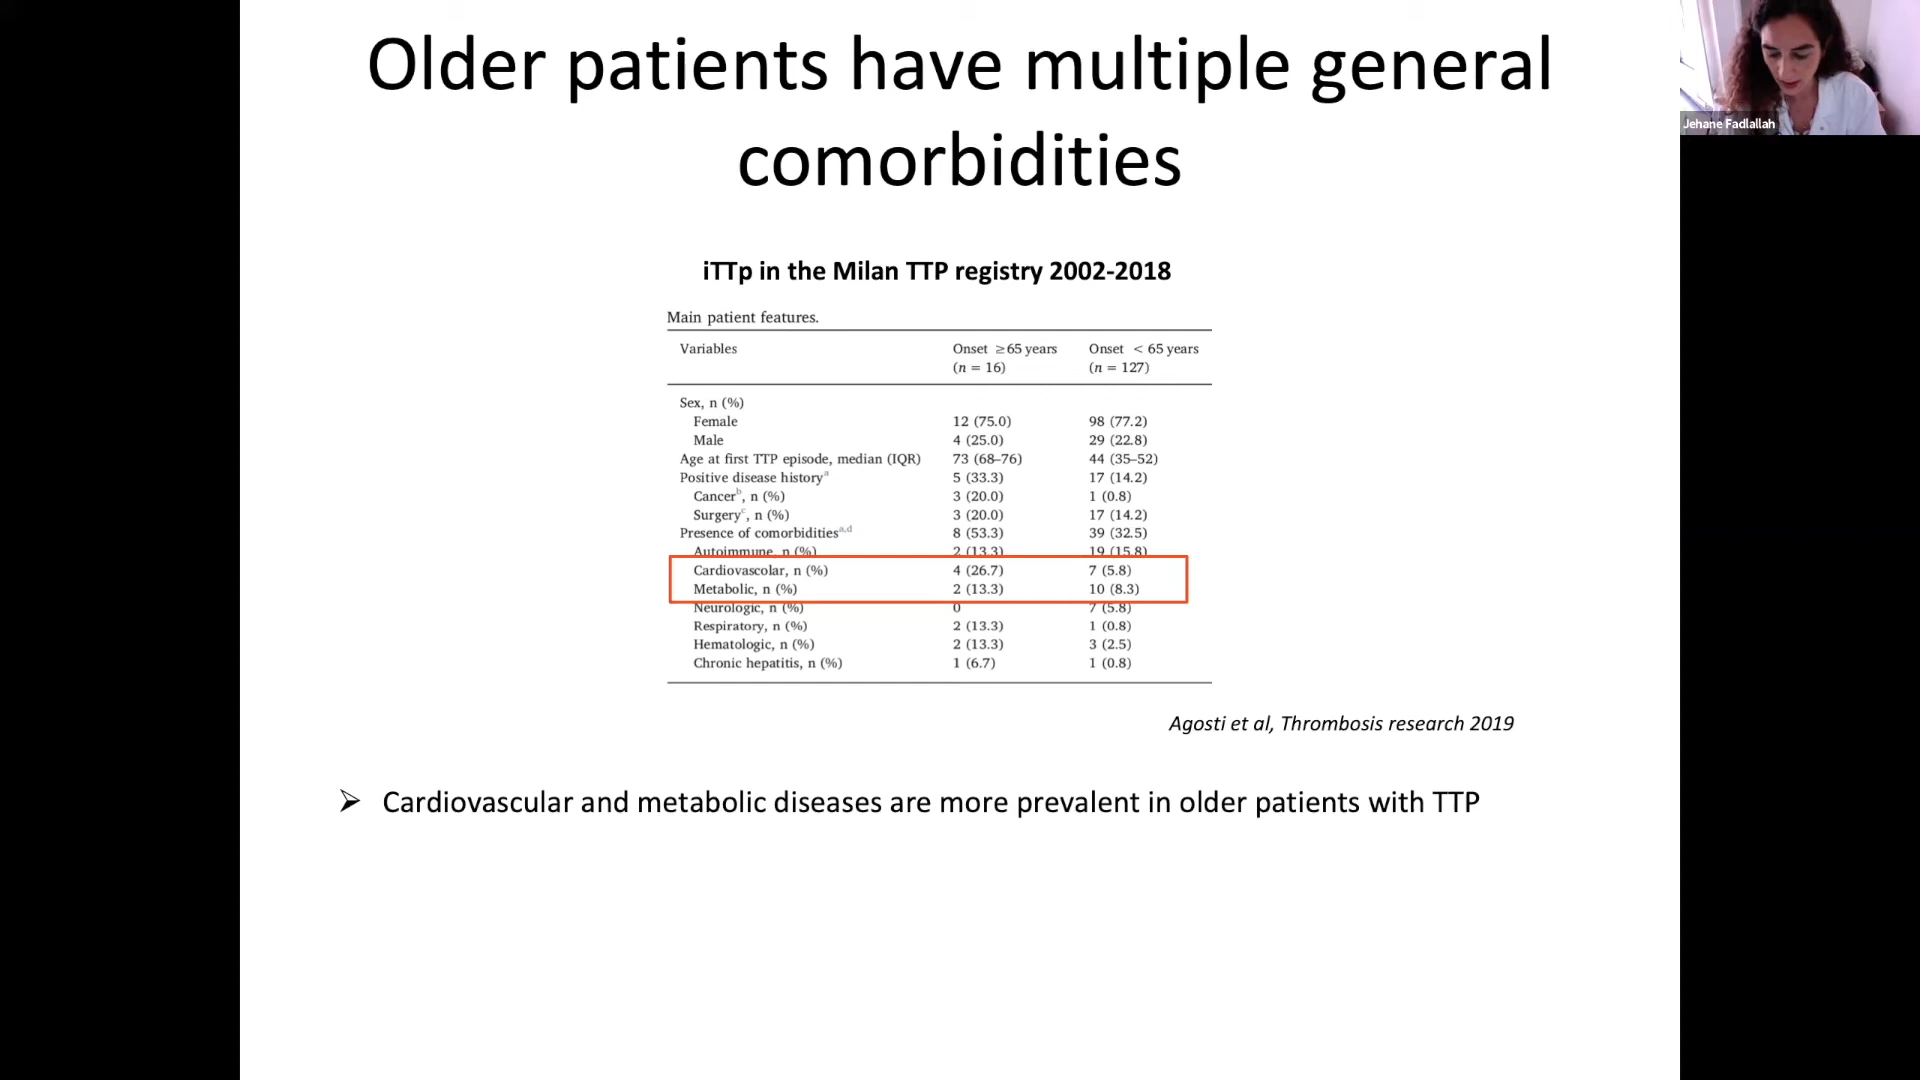 Older patients have multiple general
comorbidities
Jehane Fadlallah
iTTp in the Milan TTP registry 2002-2018
Main patient features.
Variables Onset ≥65 years Onset < 65 years
(n = 16) (n = 127)
Sex, n (%)
Female 12 (75.0) 98 (77.2)
Male 4 (25.0) 29 (22.8)
Age at first TTP episode, median (IQR) 73 (68–76) 44 (35–52)
Positive disease historyᵃ 5 (33.3) 17 (14.2)
Cancerᵇ, n (%) 3 (20.0) 1 (0.8)
Surgeryᶜ, n (%) 3 (20.0) 17 (14.2)
Presence of comorbiditiesᵃ,ᵈ 8 (53.3) 39 (32.5)
Autoimmune, n (%) 2 (13.3) 19 (15.8)
Cardiovascolar, n (%) 4 (26.7) 7 (5.8)
Metabolic, n (%) 2 (13.3) 10 (8.3)
Neurologic, n (%) 0 7 (5.8)
Respiratory, n (%) 2 (13.3) 1 (0.8)
Hematologic, n (%) 2 (13.3) 3 (2.5)
Chronic hepatitis, n (%) 1 (6.7) 1 (0.8)
Agosti et al, Thrombosis research 2019
➢ Cardiovascular and metabolic diseases are more prevalent in older patients with TTP